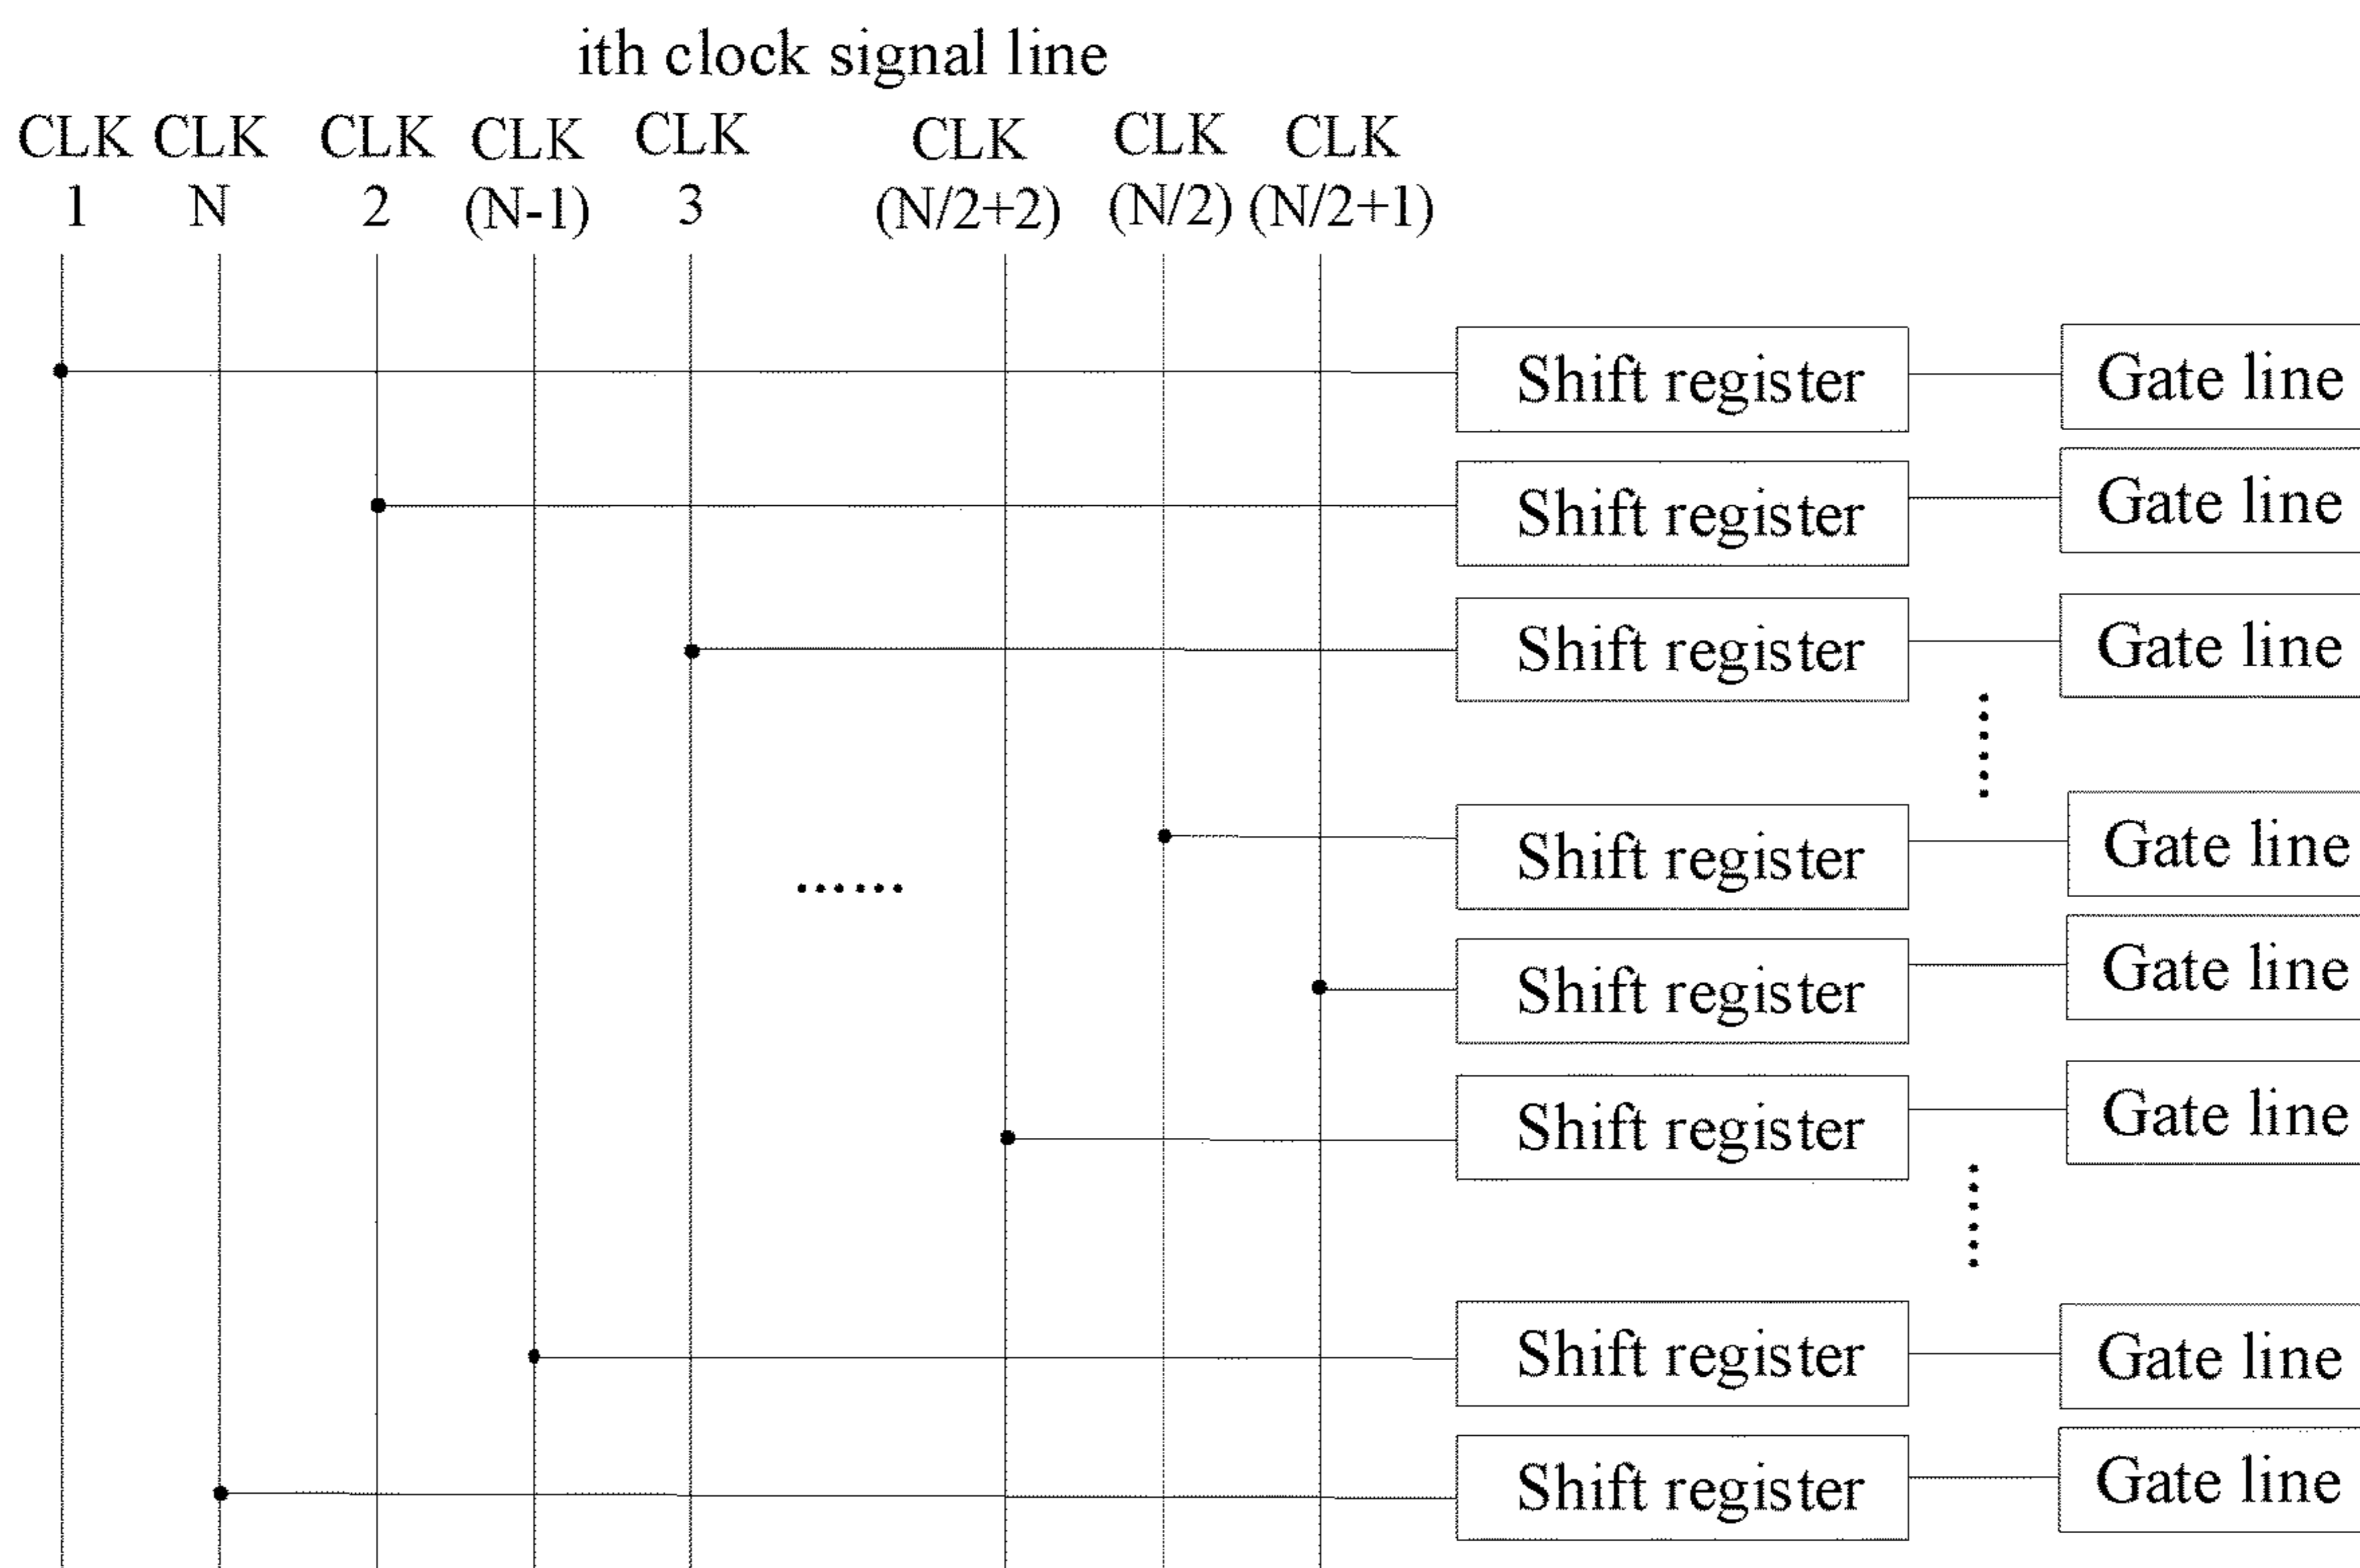 ith clock signal line
CLK CLK CLK CLK CLK CLK CLK CLK
1 N 2 (N-1) 3 (N/2+2) (N/2) (N/2+1)
Shift register Gate line
Shift register Gate line
Shift register Gate line
Shift register Gate line
Shift register Gate line
Shift register Gate line
Shift register Gate line
Shift register Gate line